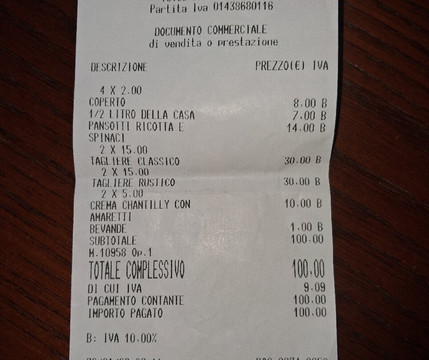 Partita Iva 01438680116
DOCUMENTO COMMERCIALE
di vendita o prestazione
DESCRIZIONE PREZZO(€) IVA
4 X 2.00
COPERTO 8.00 B
1/2 LITRO DELLA CASA 7.00 B
PANSOTTI RICOTTA E 14.00 B
SPINACI
2 X 15.00
TAGLIERE CLASSICO 30.00 B
2 X 15.00
TAGLIERE RUSTICO 30.00 B
2 X 5.00
CREMA CHANTILLY CON 10.00 B
AMARETTI
BEVANDE 1.00 B
SUBTOTALE 100.00
M.10958 Op.1
TOTALE COMPLESSIVO 100,00
DI CUI IVA 9.09
PAGAMENTO CONTANTE 100.00
IMPORTO PAGATO 100.00
B: IVA 10.00%